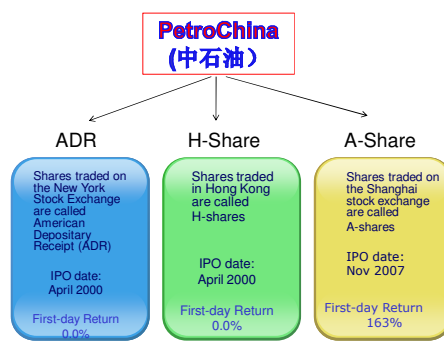 PetroChina
(中石油）
ADR
H-Share
A-Share
Shares traded on
the New York
Stock Exchange
are called
American
Depositary
Receipt (ADR)
IPO date:
April 2000
First-day Return
0.0%
Shares traded
in Hong Kong
are called
H-shares
IPO date:
April 2000
First-day Return
0.0%
Shares traded on
the Shanghai
stock exchange
are called
A-shares
IPO date:
Nov 2007
First-day Return
163%